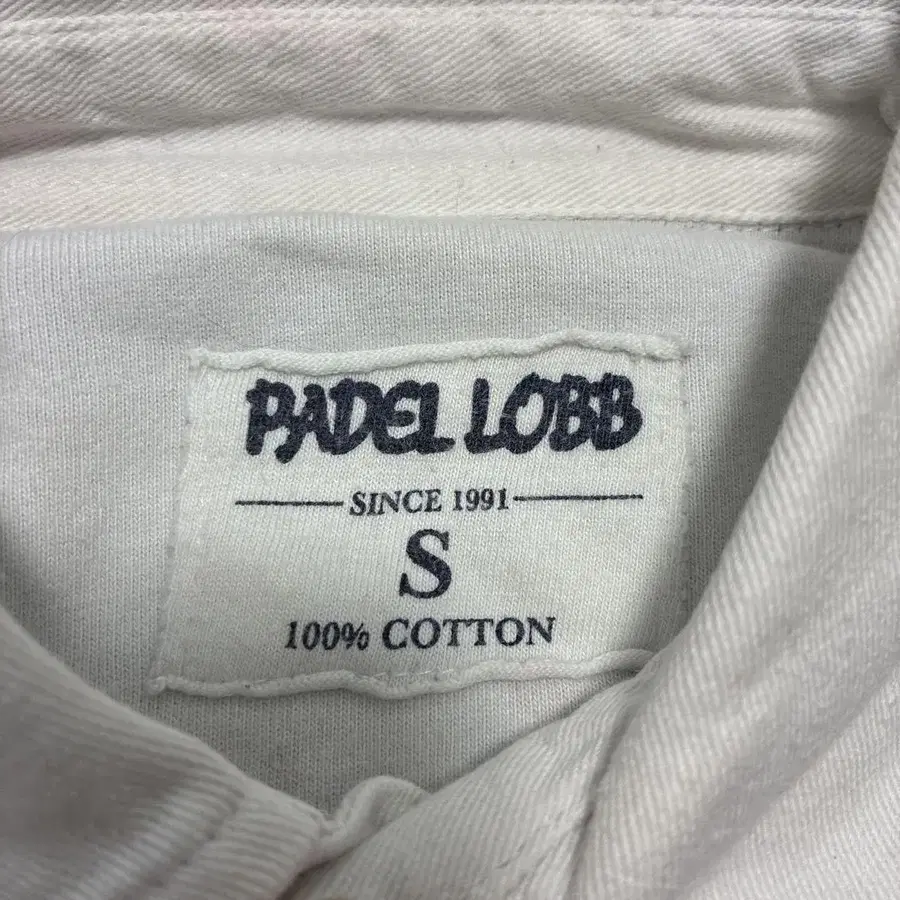 PADEL LOBB
SINCE 1991
S
100% COTTON